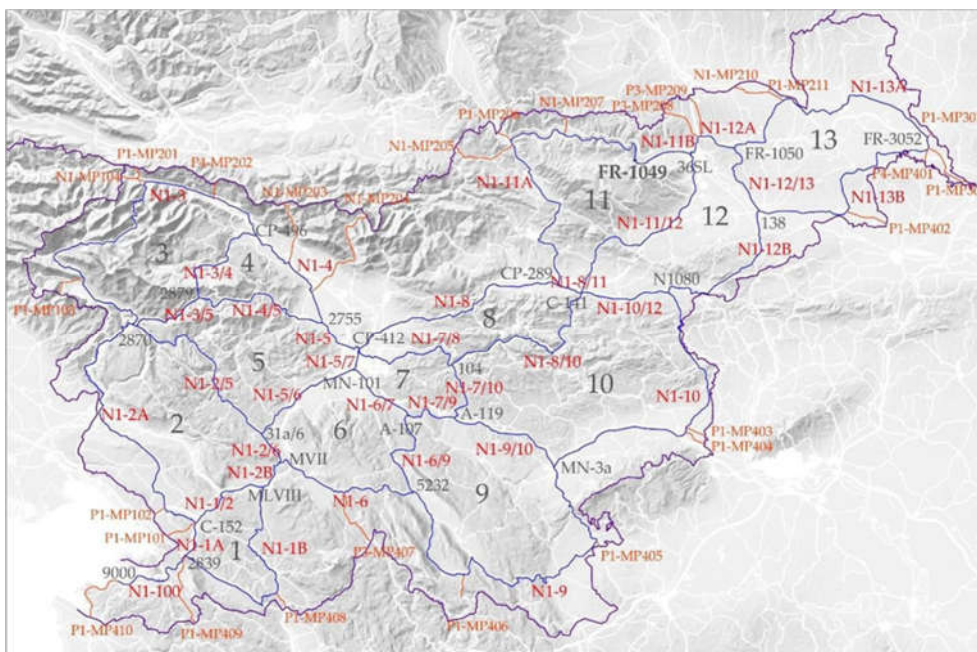 N1-MP210
P3-MP209
P1-MP211
N1-13A
N1-MP207
P3-MP208
P1-MP206
N1-12A
13
P1-MP301
N1-MP205
N1-11B
FR-3052
FR-1050
P1-MP201
P4-MP202
FR-1049
36SL
P4-MP401
N1-MP104
N1-11A
N1-12/13
N1-3
N1-MP203
N1-13B
11
N1-MP204
12
P1-MP402
N1-11/12
138
CP-496
3
4
N1-12B
N1-4
N1-3/4
CP-289
N1-8/11
N1080
P1-MP103
2879
N1-8
C-141
N1-10/12
N1-3/5
N1-4/5
8
2755
2870
N1-5
CP-412
N1-7/8
5
N1-5/7
104
N1-8/10
7
10
MN-101
N1-2/5
N1-7/10
N1-5/6
N1-6/7
N1-7/9
N1-10
N1-2A
2
A-107
A-119
6
31a/6
P1-MP403
N1-2/6
N1-9/10
P1-MP404
MVII
N1-6/9
MN-3a
N1-2B
5232
9
MLVIII
N1-1/2
N1-6
P1-MP102
C-152
P1-MP101
N1-1A
1
N1-1B
P3-MP407
P1-MP405
2839
9000
N1-100
N1-9
P1-MP408
P1-MP406
P1-MP410
P1-MP409